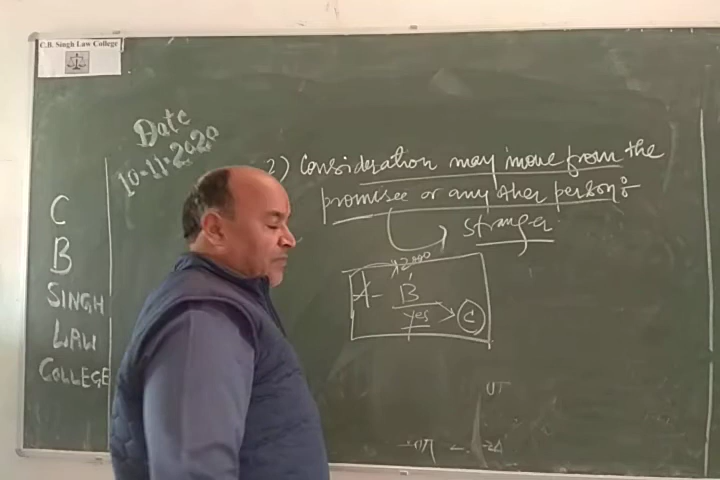 C.B. Singh Law College
Date
10-11-2020
2) Consideration may move from the
promisee or any other person :-
stranger
2000
A - B
yes
C
C
B
SINGH
LAW
COLLEGE